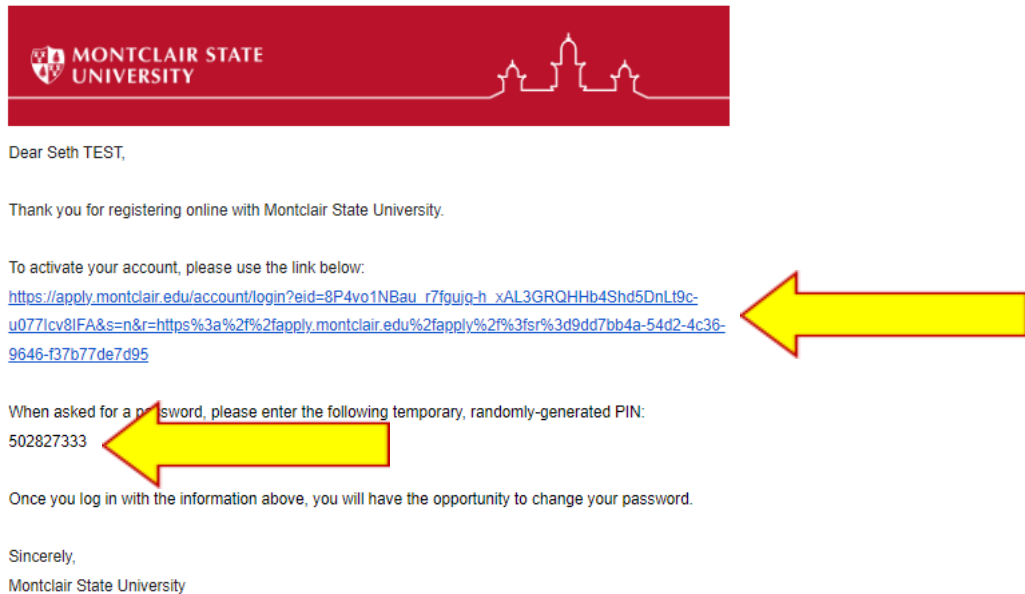 MONTCLAIR STATE
UNIVERSITY
Dear Seth TEST,
Thank you for registering online with Montclair State University.
To activate your account, please use the link below:
https://apply.montclair.edu/account/login?eid=8P4vo1NBau_r7fgujq-h_xAL3GRQHHb4Shd5DnLt9c-
u077Icv8IFA&s=n&r=https%3a%2f%2fapply.montclair.edu%2fapply%2f%3fsr%3d9dd7bb4a-54d2-4c36-
9646-f37b77de7d95
When asked for a password, please enter the following temporary, randomly-generated PIN:
502827333
Once you log in with the information above, you will have the opportunity to change your password.
Sincerely,
Montclair State University